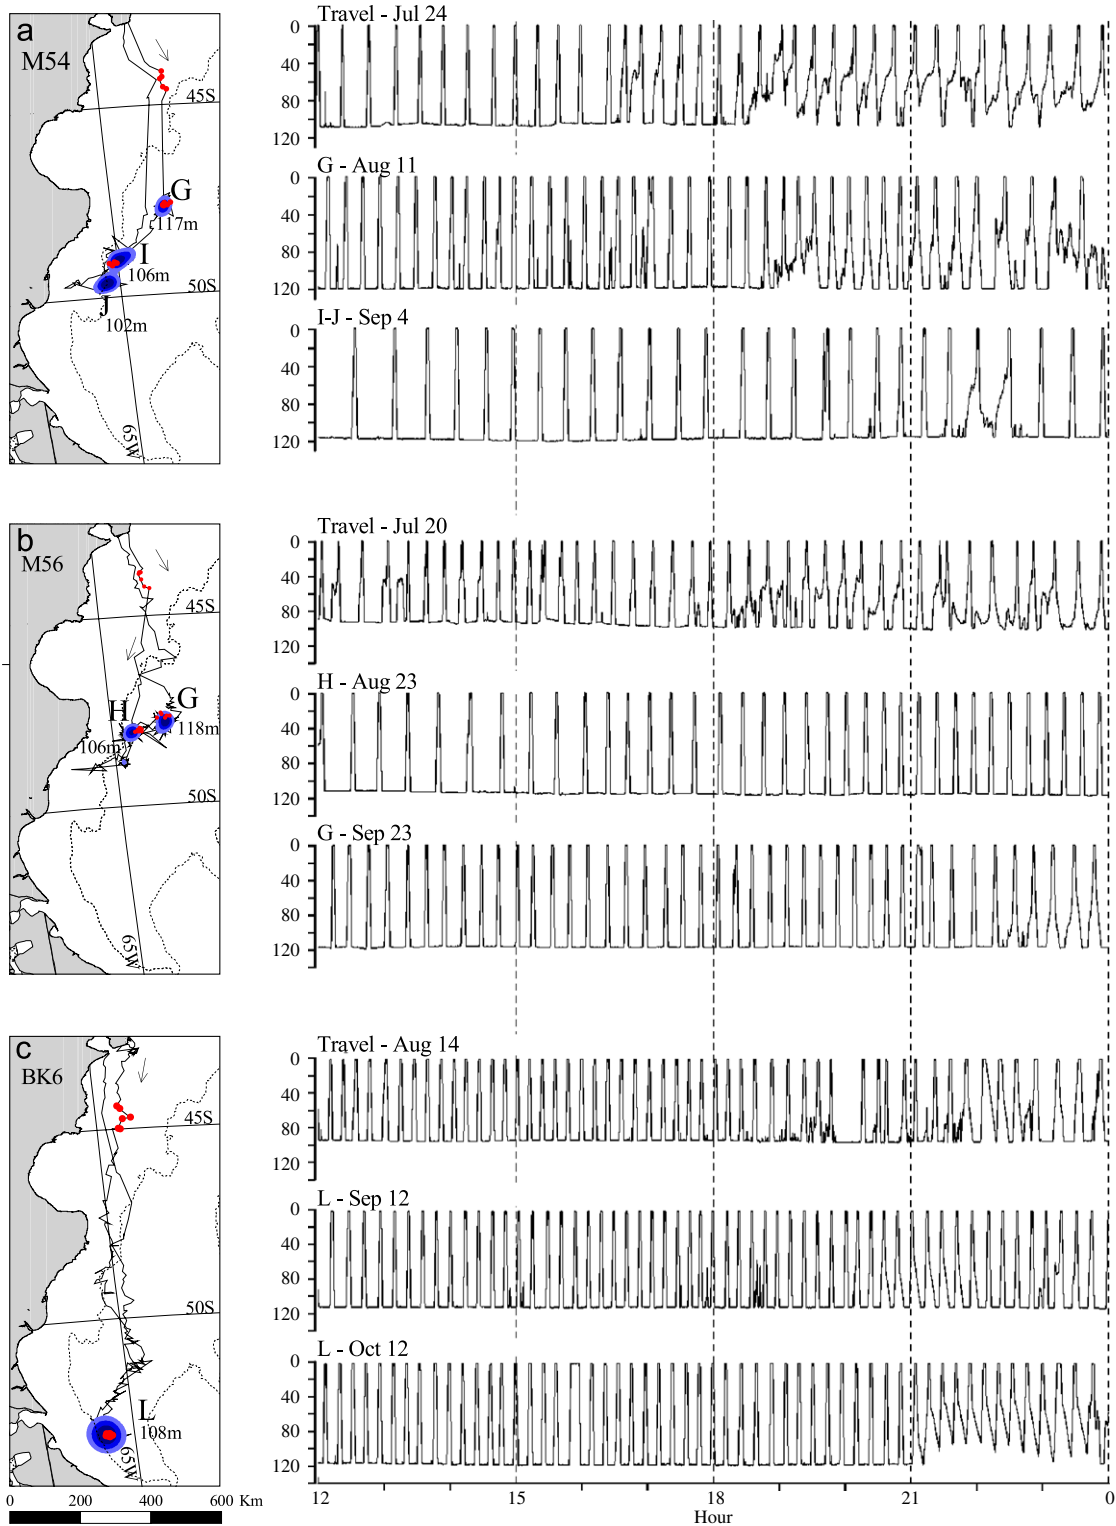 a
M54
45S
G
117m
I
106m
J
102m
50S
65W
Travel - Jul 24
0
40
80
120
G - Aug 11
0
40
80
120
I-J - Sep 4
0
40
80
120
b
M56
45S
H
G
118m
106m
50S
65W
Travel - Jul 20
0
40
80
120
H - Aug 23
0
40
80
120
G - Sep 23
0
40
80
120
c
BK6
45S
50S
L
108m
65W
0 200 400 600 Km
Travel - Aug 14
0
40
80
120
L - Sep 12
0
40
80
120
L - Oct 12
0
40
80
120
12 15 18 21 0
Hour